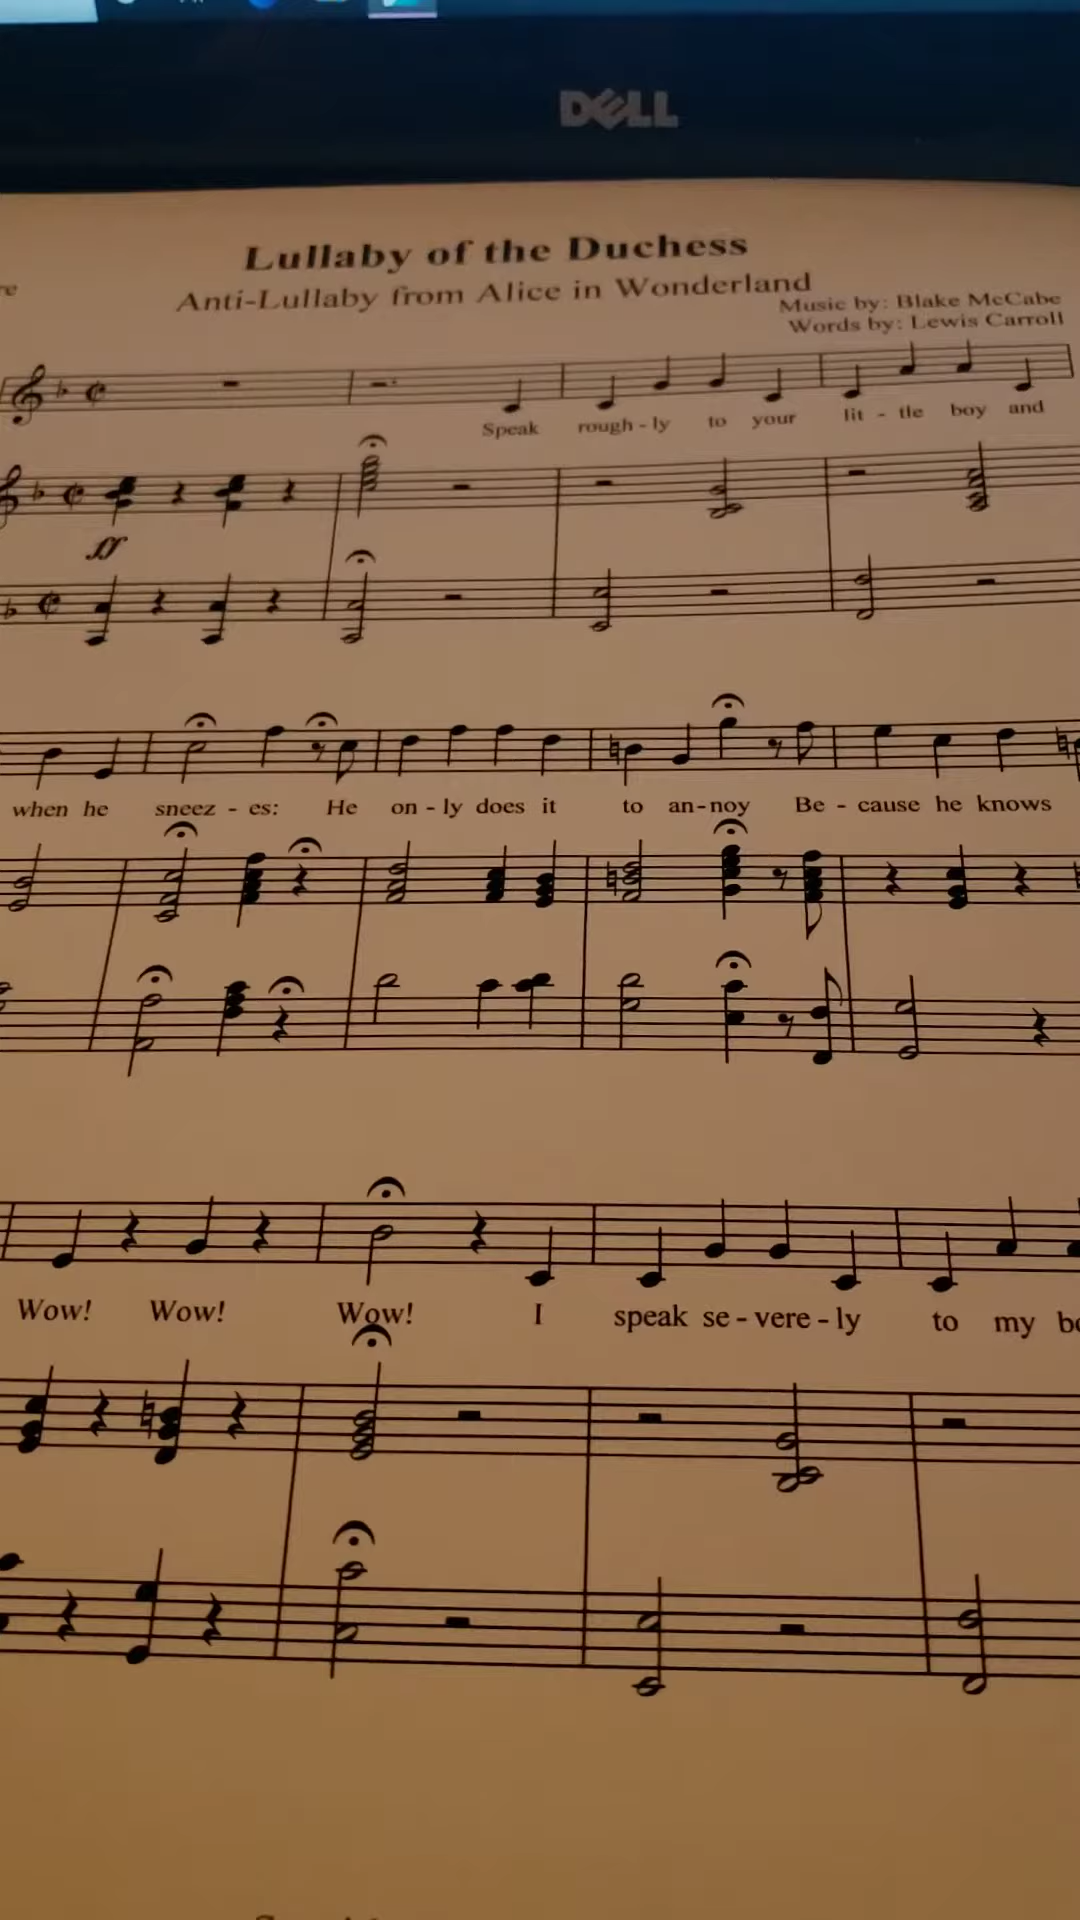 DELL
Lullaby of the Duchess
Anti-Lullaby from Alice in Wonderland
Music by: Blake McCabe
Words by: Lewis Carroll
Speak rough - ly to your lit - tle boy and
ff
when he sneez - es: He on - ly does it to an - noy Be - cause he knows
Wow! Wow! Wow! I speak se - vere - ly to my